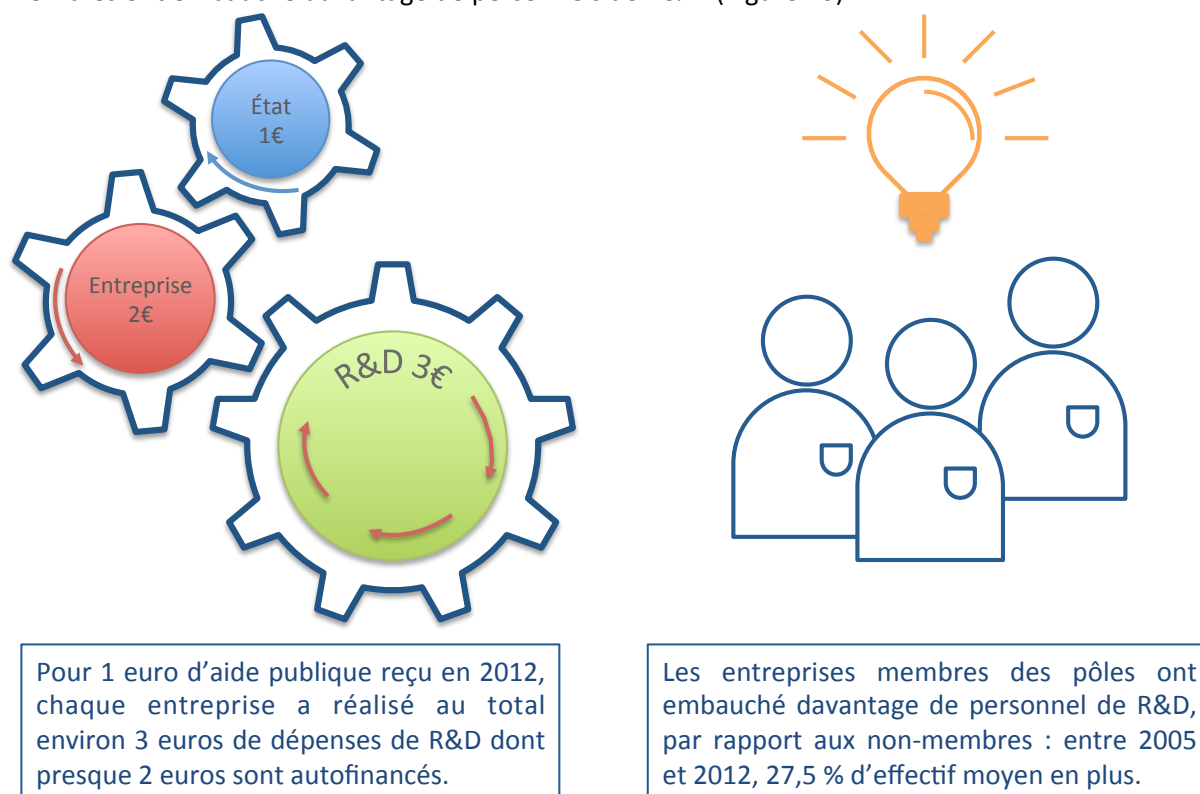 État
1€
Entreprise
2€
R&D 3€
Pour 1 euro d’aide publique reçu en 2012,
chaque entreprise a réalisé au total
environ 3 euros de dépenses de R&D dont
presque 2 euros sont autofinancés.
Les entreprises membres des pôles ont
embauché davantage de personnel de R&D,
par rapport aux non-membres : entre 2005
et 2012, 27,5 % d’effectif moyen en plus.